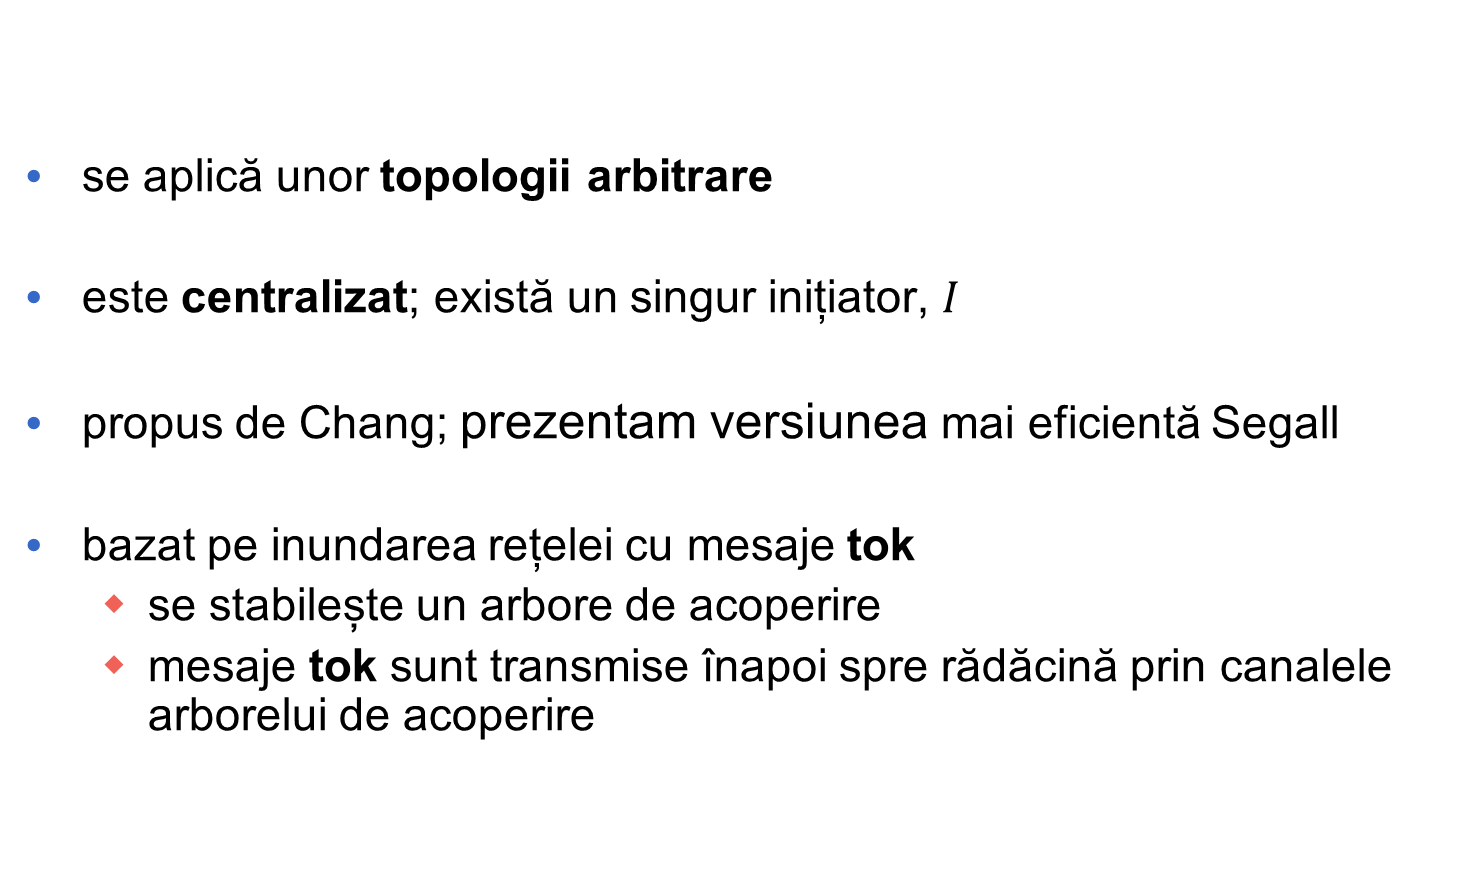 • se aplică unor topologii arbitrare
• este centralizat; există un singur inițiator, I
• propus de Chang; prezentam versiunea mai eficientă Segall
• bazat pe inundarea rețelei cu mesaje tok
◆ se stabilește un arbore de acoperire
◆ mesaje tok sunt transmise înapoi spre rădăcină prin canalele
arborelui de acoperire